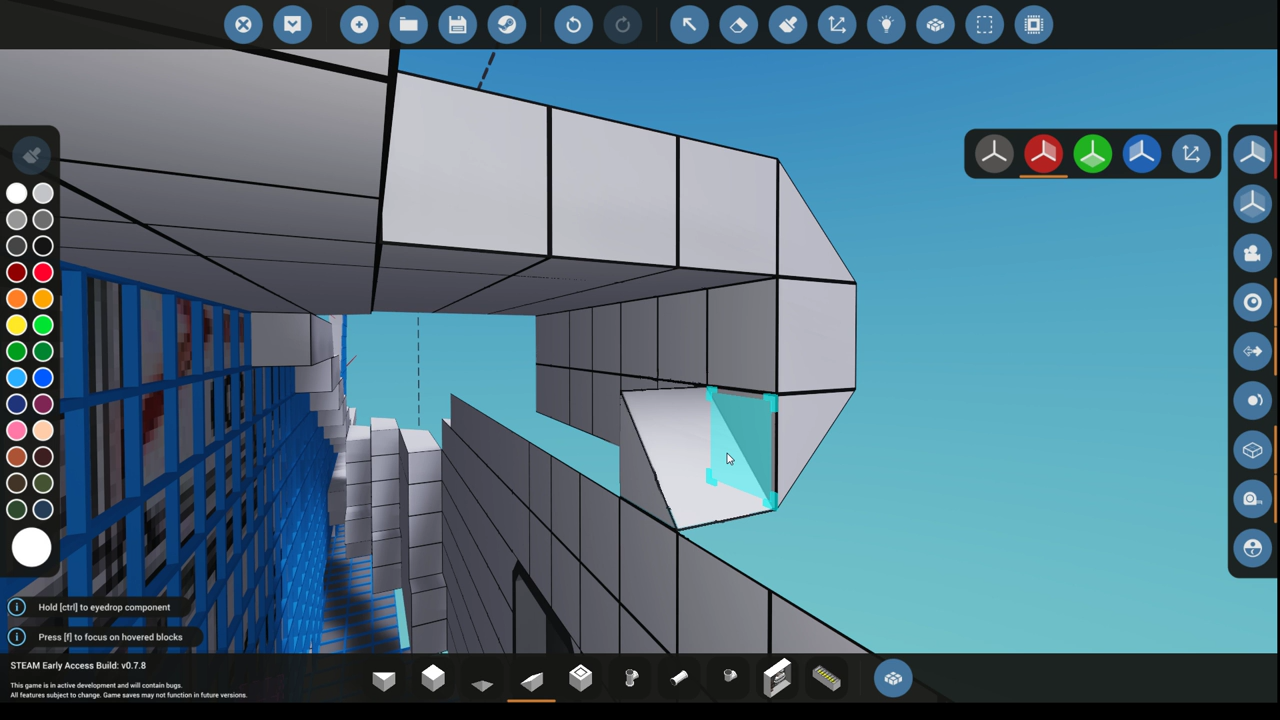 Hold [ctrl] to eyedrop component
Press [f] to focus on hovered blocks
STEAM Early Access Build: v0.7.8
This game is in active development and will contain bugs.
All features subject to change. Game saves may not function in future versions.